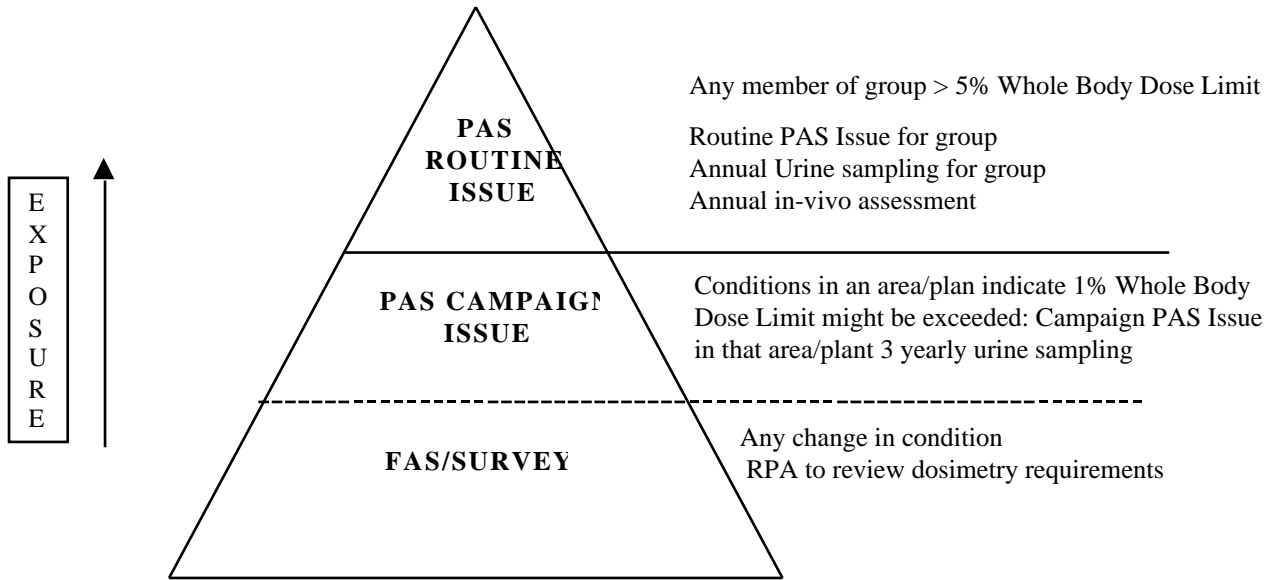 Any member of group > 5% Whole Body Dose Limit
PAS
ROUTINE
ISSUE
Routine PAS Issue for group
Annual Urine sampling for group
Annual in-vivo assessment
EXPOSURE
PAS CAMPAIGN
ISSUE
Conditions in an area/plan indicate 1% Whole Body
Dose Limit might be exceeded: Campaign PAS Issue
in that area/plant 3 yearly urine sampling
FAS/SURVEY
Any change in condition
RPA to review dosimetry requirements